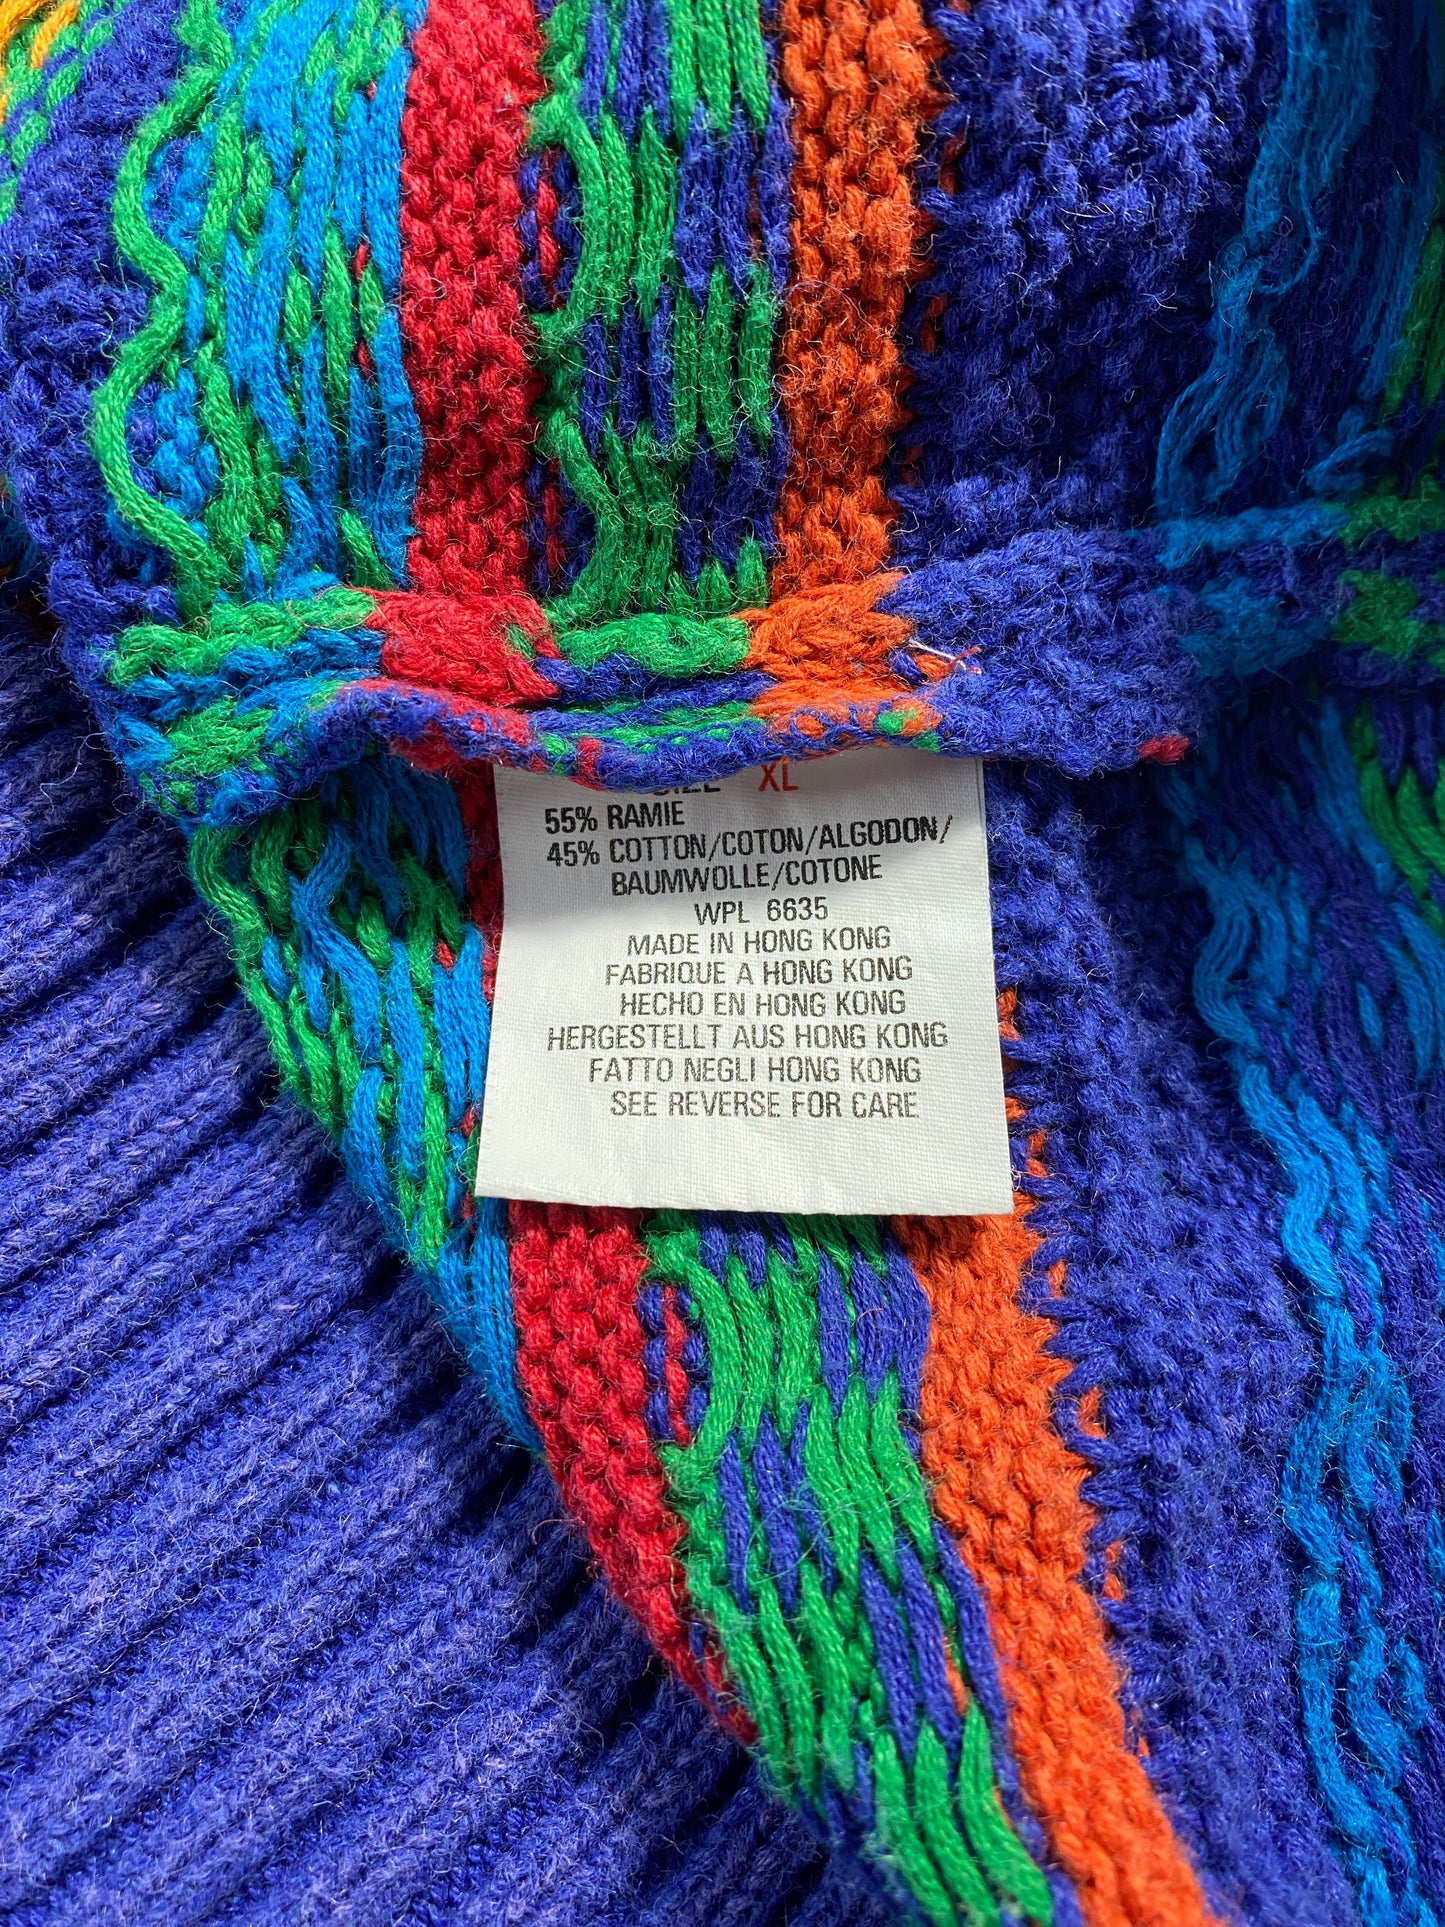 SIZE XL
55% RAMIE
45% COTTON/COTON/ALGODON/
BAUMWOLLE/COTONE
WPL 6635
MADE IN HONG KONG
FABRIQUE A HONG KONG
HECHO EN HONG KONG
HERGESTELLT AUS HONG KONG
FATTO NEGLI HONG KONG
SEE REVERSE FOR CARE